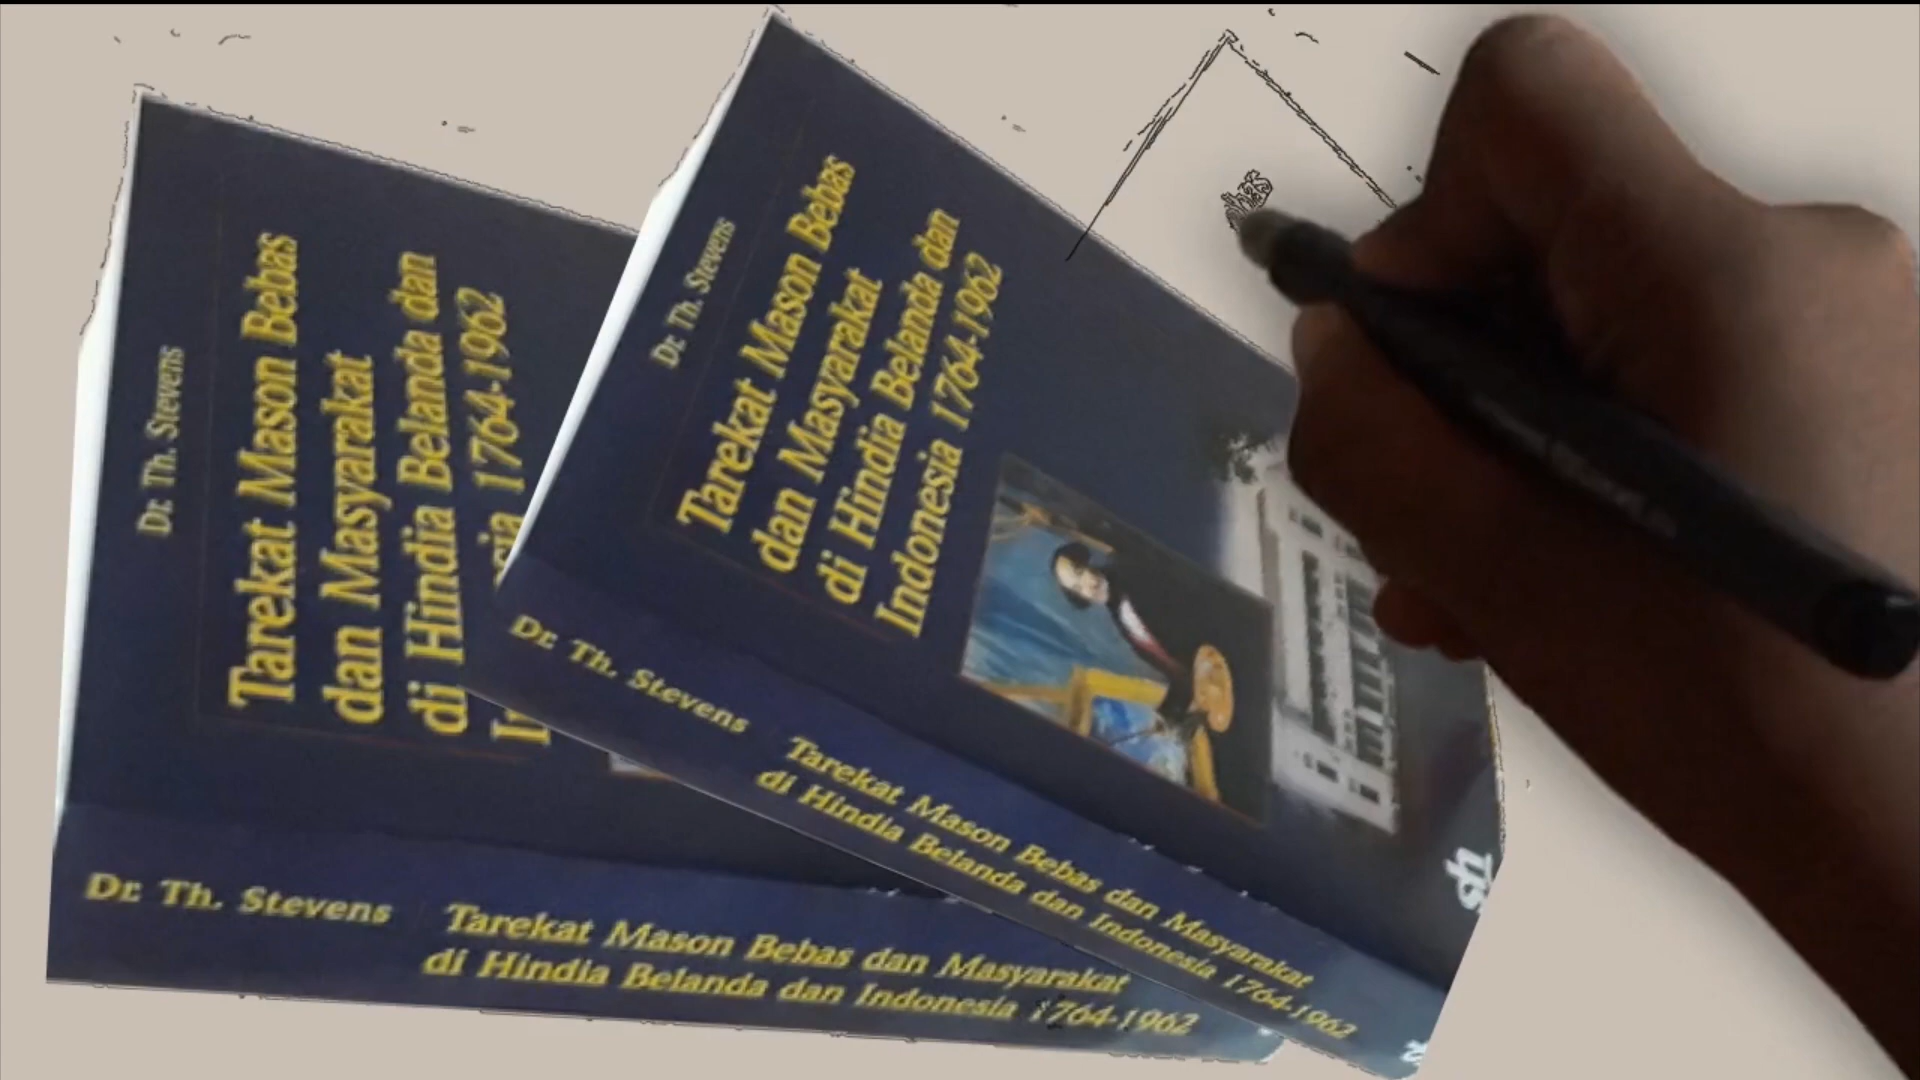 Dr. Th. Stevens
Tarekat Mason Bebas
dan Masyarakat
di Hindia Belanda dan
1764-1962
Dr. Th. Stevens
Tarekat Mason Bebas dan Masyarakat
di Hindia Belanda dan Indonesia 1764-1962
Dr. Th. Stevens
Tarekat Mason Bebas
dan Masyarakat
di Hindia Belanda dan
Indonesia 1764-1962
Dr. Th. Stevens
Tarekat Mason Bebas dan Masyarakat
di Hindia Belanda dan Indonesia 1764-1962